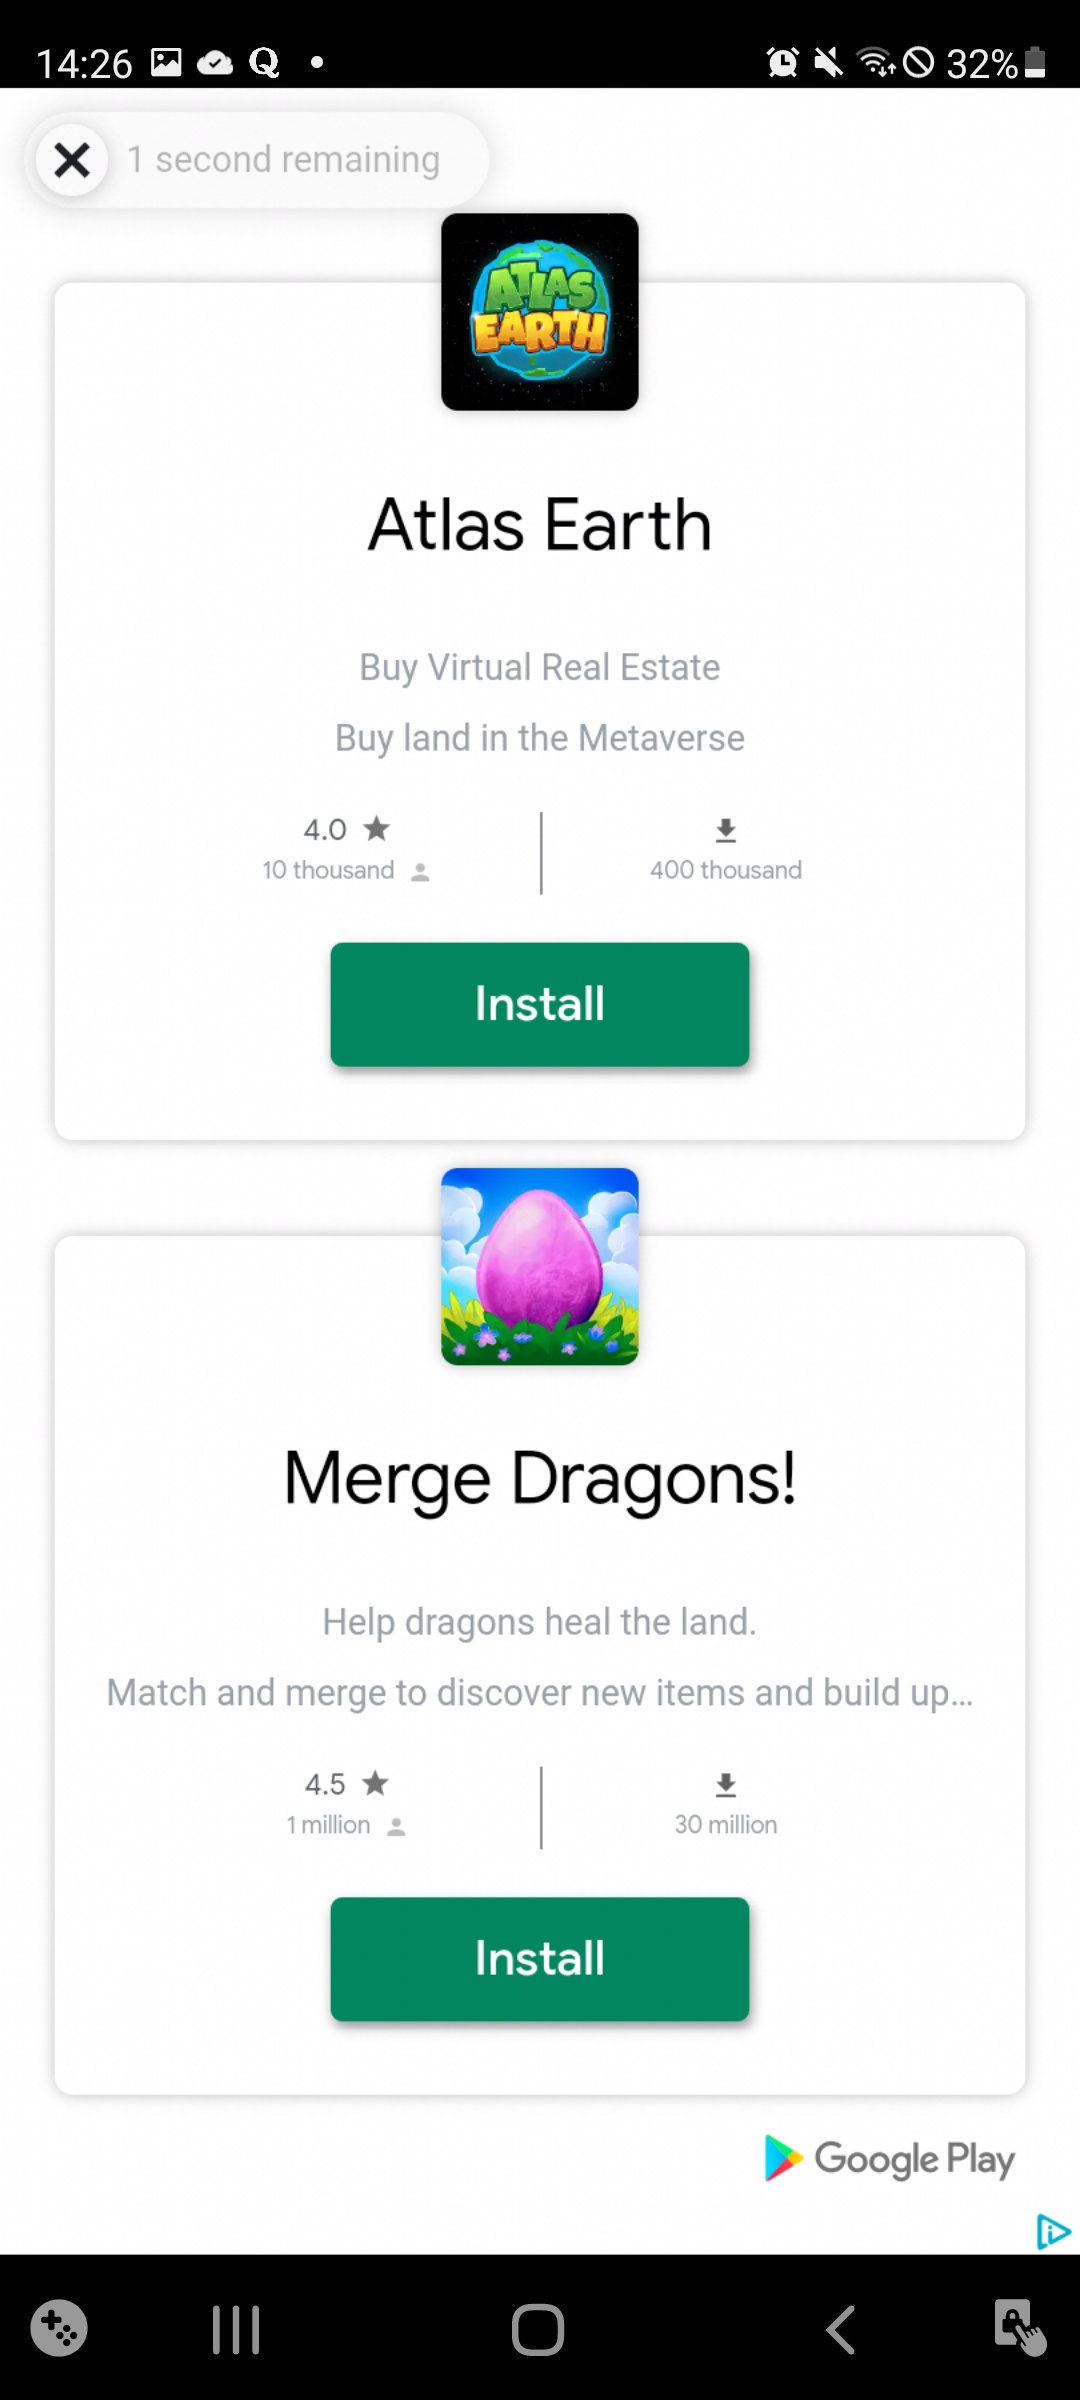 14:26 Q 32%
1 second remaining
ATLAS
EARTH
Atlas Earth
Buy Virtual Real Estate
Buy land in the Metaverse
4.0
10 thousand
400 thousand
Install
Merge Dragons!
Help dragons heal the land.
Match and merge to discover new items and build up...
4.5
1 million
30 million
Install
Google Play